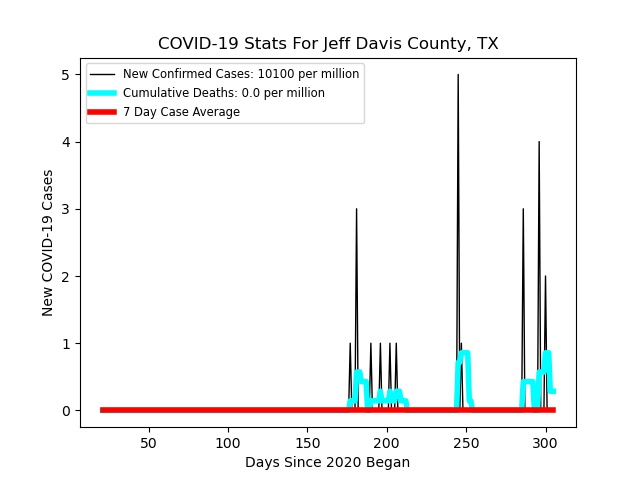 COVID-19 Stats For Jeff Davis County, TX
New Confirmed Cases: 10100 per million
Cumulative Deaths: 0.0 per million
7 Day Case Average
New COVID-19 Cases
5
4
3
2
1
0
50 100 150 200 250 300
Days Since 2020 Began